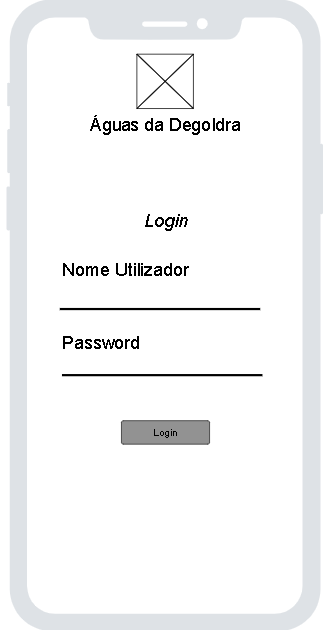 Águas da Degoldra
Login
Nome Utilizador
Password
Login